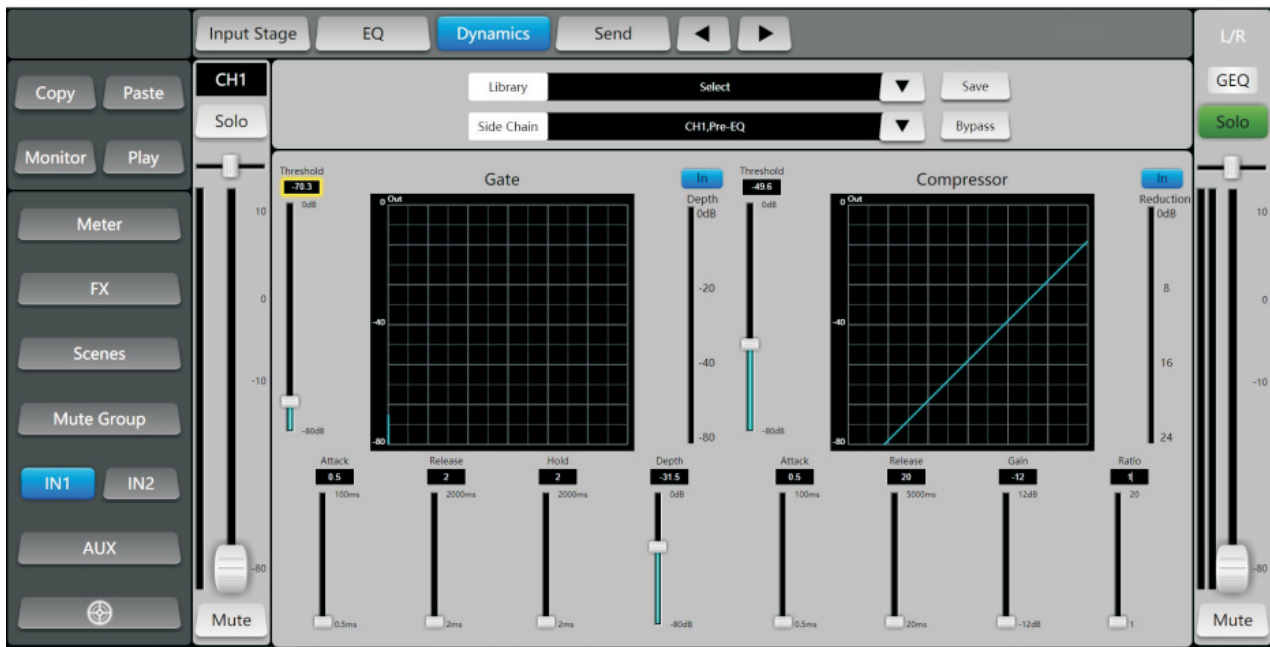 Input Stage
EQ
Dynamics
Send
L/R
Copy
Paste
Monitor
Play
Meter
FX
Scenes
Mute Group
IN1
IN2
AUX
CH1
Solo
10
0
-10
-80
Mute
Library
Select
Save
Side Chain
CH1,Pre-EQ
Bypass
Threshold
-70.3
0dB
-80dB
Gate
0
Out
-40
-80
In
Depth
0dB
-20
-40
-80
Attack
0.5
100ms
0.5ms
Release
2
2000ms
2ms
Hold
2
2000ms
2ms
Depth
-31.5
0dB
-80dB
Threshold
-49.6
0dB
-80dB
Compressor
0
Out
-40
-80
In
Reduction
0dB
8
16
24
Attack
0.5
100ms
0.5ms
Release
20
5000ms
20ms
Gain
-12
12dB
-12dB
Ratio
1
20
1
GEQ
Solo
10
0
-10
-80
Mute